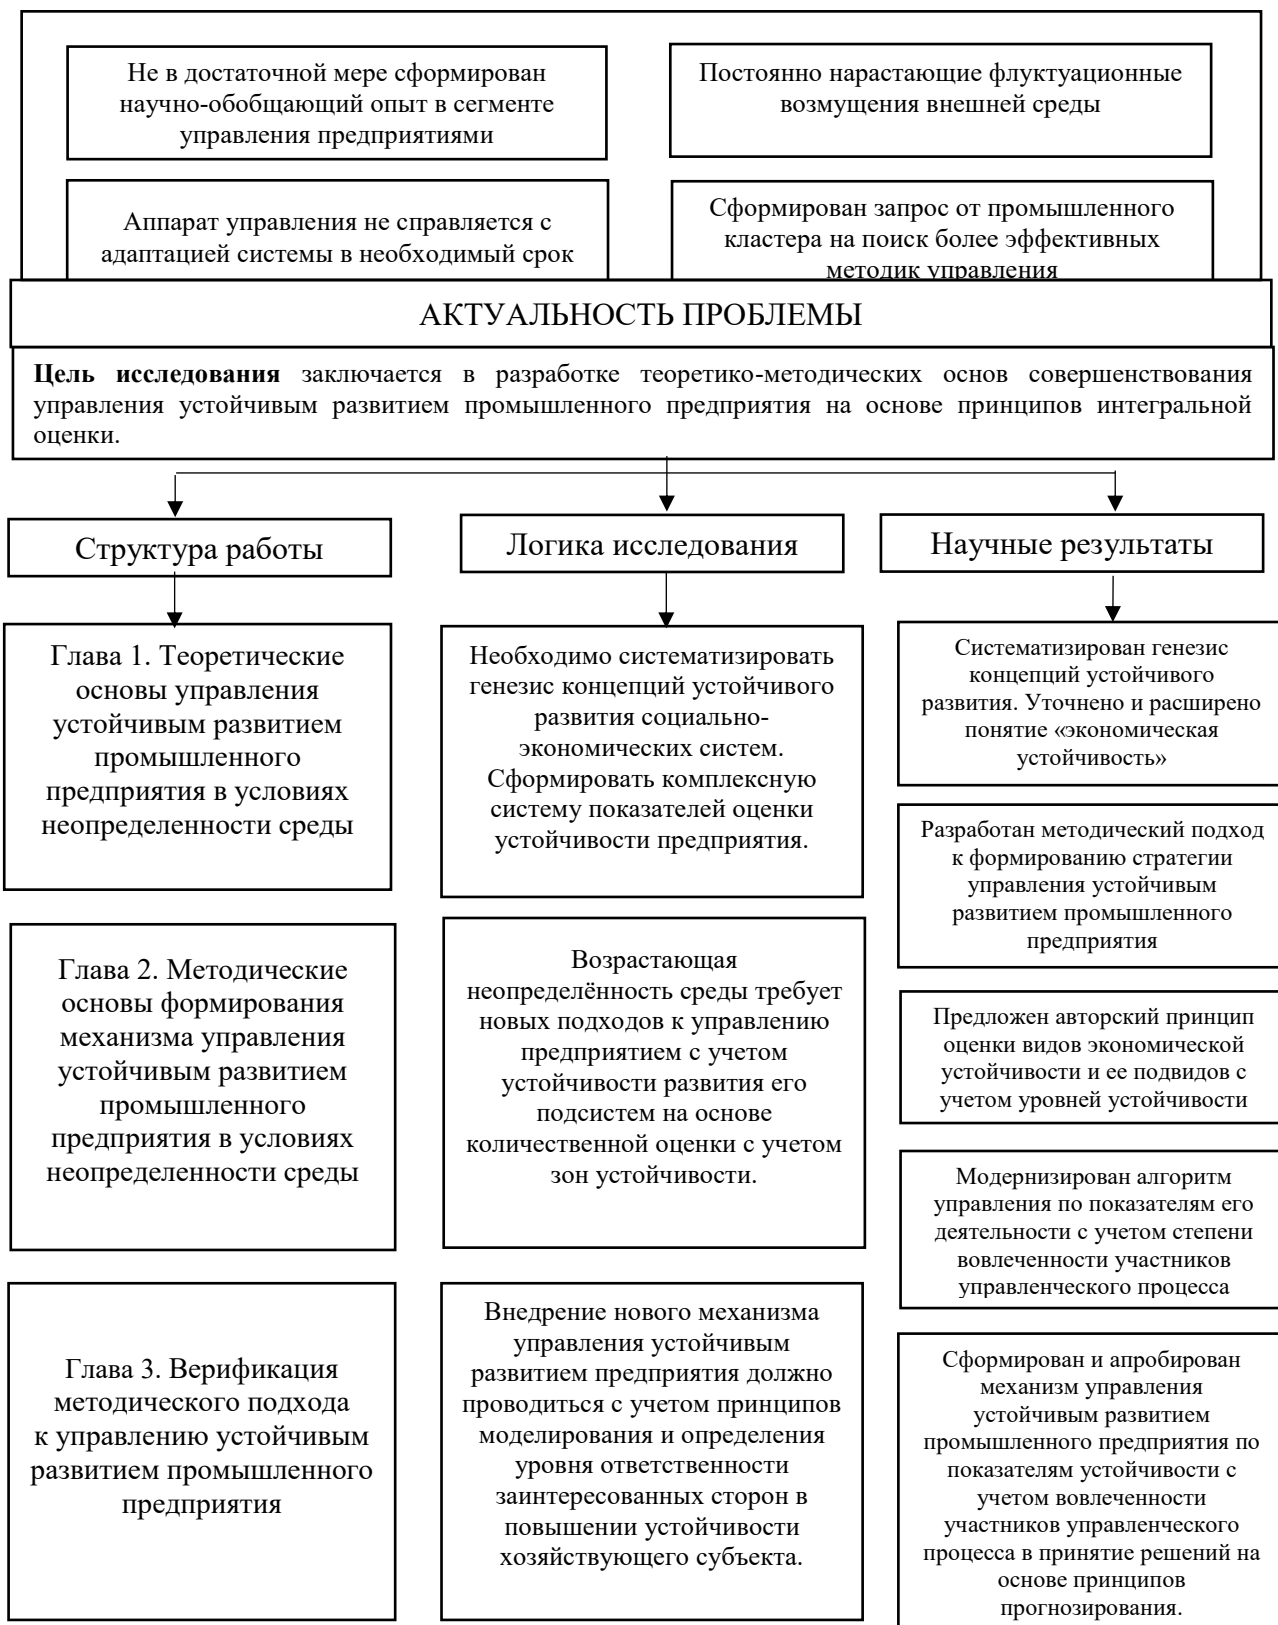 Не в достаточной мере сформирован
научно-обобщающий опыт в сегменте
управления предприятиями
Постоянно нарастающие флуктуационные
возмущения внешней среды
Аппарат управления не справляется с
адаптацией системы в необходимый срок
Сформирован запрос от промышленного
кластера на поиск более эффективных
методик управления
АКТУАЛЬНОСТЬ ПРОБЛЕМЫ
Цель исследования заключается в разработке теоретико-методических основ совершенствования
управления устойчивым развитием промышленного предприятия на основе принципов интегральной
оценки.
Структура работы
Логика исследования
Научные результаты
Глава 1. Теоретические
основы управления
устойчивым развитием
промышленного
предприятия в условиях
неопределенности среды
Необходимо систематизировать
генезис концепций устойчивого
развития социально-
экономических систем.
Сформировать комплексную
систему показателей оценки
устойчивости предприятия.
Систематизирован генезис
концепций устойчивого
развития. Уточнено и расширено
понятие «экономическая
устойчивость»
Разработан методический подход
к формированию стратегии
управления устойчивым
развитием промышленного
предприятия
Глава 2. Методические
основы формирования
механизма управления
устойчивым развитием
промышленного
предприятия в условиях
неопределенности среды
Возрастающая
неопределённость среды требует
новых подходов к управлению
предприятием с учетом
устойчивости развития его
подсистем на основе
количественной оценки с учетом
зон устойчивости.
Предложен авторский принцип
оценки видов экономической
устойчивости и ее подвидов с
учетом уровней устойчивости
Модернизирован алгоритм
управления по показателям его
деятельности с учетом степени
вовлеченности участников
управленческого процесса
Глава 3. Верификация
методического подхода
к управлению устойчивым
развитием промышленного
предприятия
Внедрение нового механизма
управления устойчивым
развитием предприятия должно
проводиться с учетом принципов
моделирования и определения
уровня ответственности
заинтересованных сторон в
повышении устойчивости
хозяйствующего субъекта.
Сформирован и апробирован
механизм управления
устойчивым развитием
промышленного предприятия по
показателям устойчивости с
учетом вовлеченности
участников управленческого
процесса в принятие решений на
основе принципов
прогнозирования.